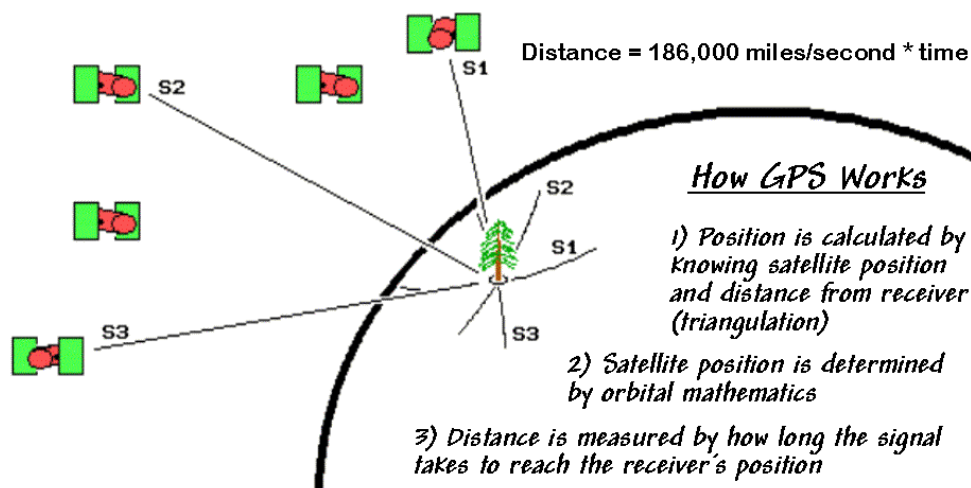 S1
Distance = 186,000 miles/second * time
S2
How GPS Works
S2
1) Position is calculated by
S1
knowing satellite position
and distance from receiver
(triangulation)
S3
S3
2) Satellite position is determined
by orbital mathematics
3) Distance is measured by how long the signal
takes to reach the receiver's position